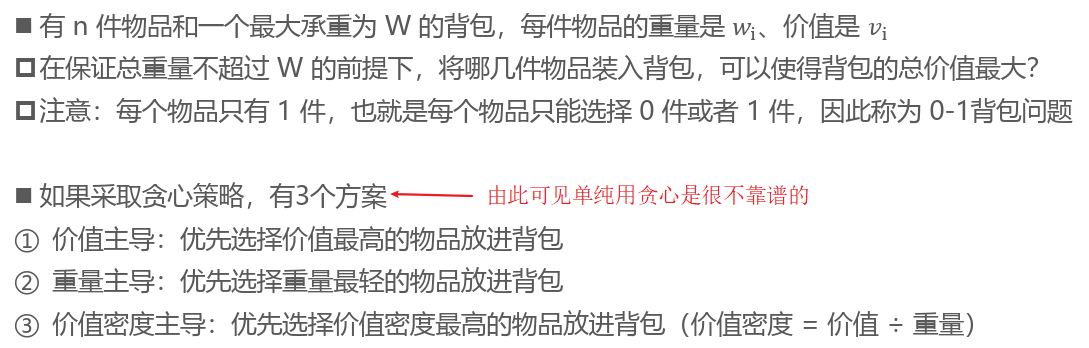 ■ 有 n 件物品和一个最大承重为 W 的背包，每件物品的重量是 wi、价值是 vi
在保证总重量不超过 W 的前提下，将哪几件物品装入背包，可以使得背包的总价值最大？
注意：每个物品只有 1 件，也就是每个物品只能选择 0 件或者 1 件，因此称为 0-1背包问题
■ 如果采取贪心策略，有3个方案 由此可见单纯用贪心是很不靠谱的
① 价值主导：优先选择价值最高的物品放进背包
② 重量主导：优先选择重量最轻的物品放进背包
③ 价值密度主导：优先选择价值密度最高的物品放进背包（价值密度 = 价值 ÷ 重量）